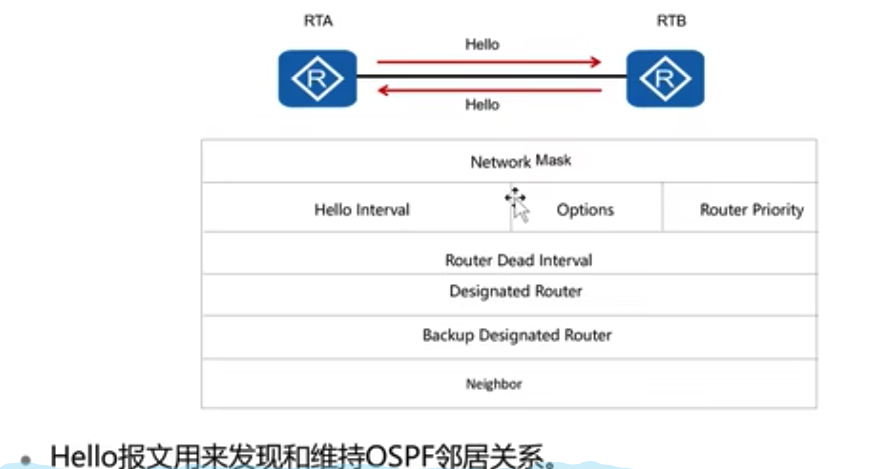 RTA RTB
Hello
R R
Hello
Network Mask
Hello Interval Options Router Priority
Router Dead Interval
Designated Router
Backup Designated Router
Neighbor
• Hello报文用来发现和维持OSPF邻居关系。